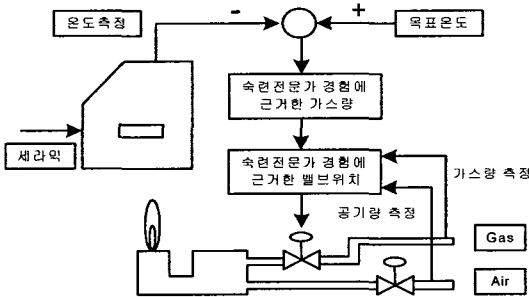 온도측정
-
+
목표온도
숙련전문가 경험에
근거한 가스량
세라믹
숙련전문가 경험에
근거한 밸브위치
가스량 측정
공기량 측정
Gas
Air